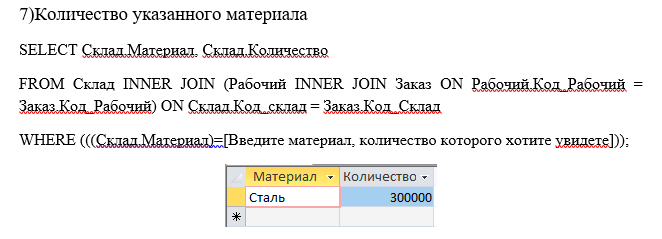 7)Количество указанного материала
SELECT Склад.Материал, Склад.Количество
FROM Склад INNER JOIN (Рабочий INNER JOIN Заказ ON Рабочий.Код_Рабочий =
Заказ.Код_Рабочий) ON Склад.Код_склад = Заказ.Код_Склад
WHERE (((Склад.Материал)=[Введите материал, количество которого хотите увидете]));
Материал Количество
Сталь 300000